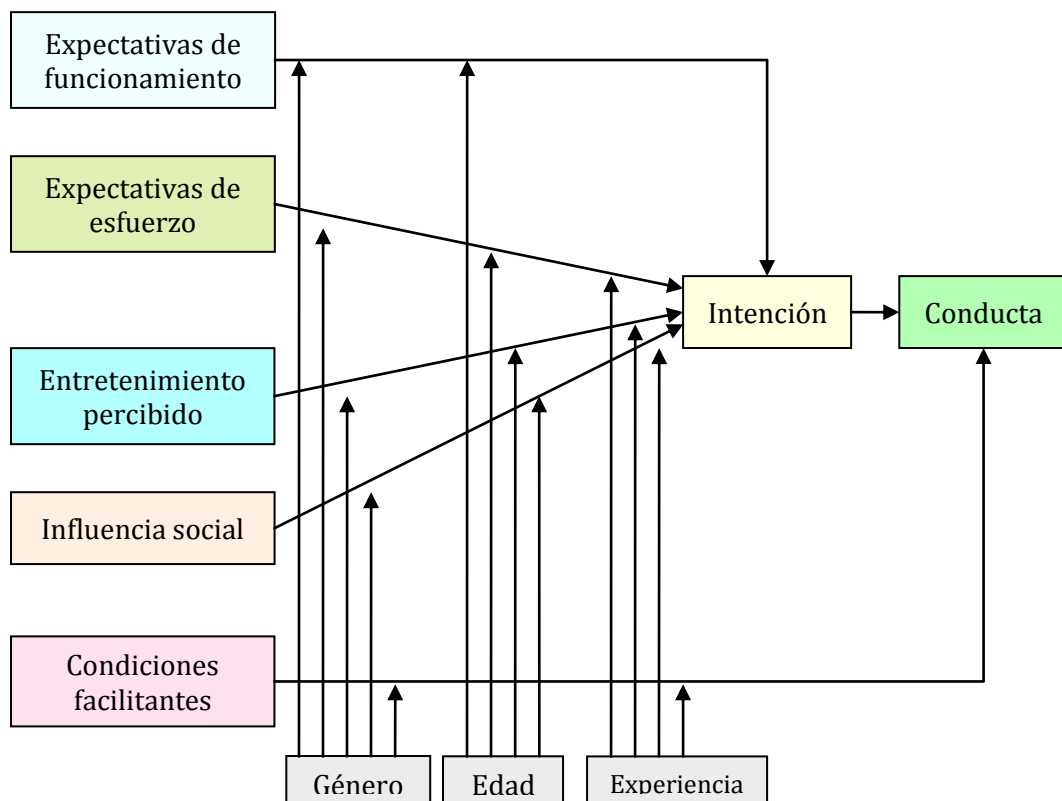 Expectativas de
funcionamiento
Expectativas de
esfuerzo
Intención
Conducta
Entretenimiento
percibido
Influencia social
Condiciones
facilitantes
Género
Edad
Experiencia